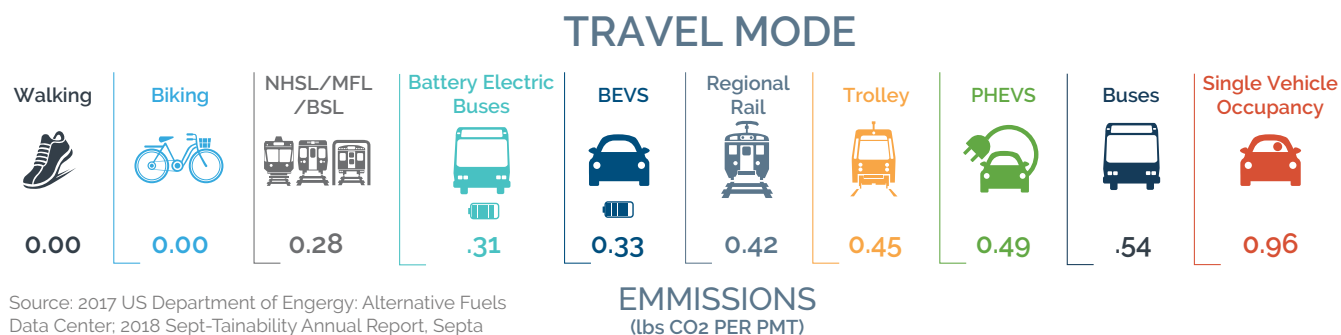 TRAVEL MODE
Walking
Biking
NHSL/MFL
/BSL
Battery Electric
Buses
BEVS
Regional
Rail
Trolley
PHEVS
Buses
Single Vehicle
Occupancy
0.00
0.00
0.28
.31
0.33
0.42
0.45
0.49
.54
0.96
Source: 2017 US Department of Engergy: Alternative Fuels
Data Center; 2018 Sept-Tainability Annual Report, Septa
EMMISSIONS
(lbs CO2 PER PMT)